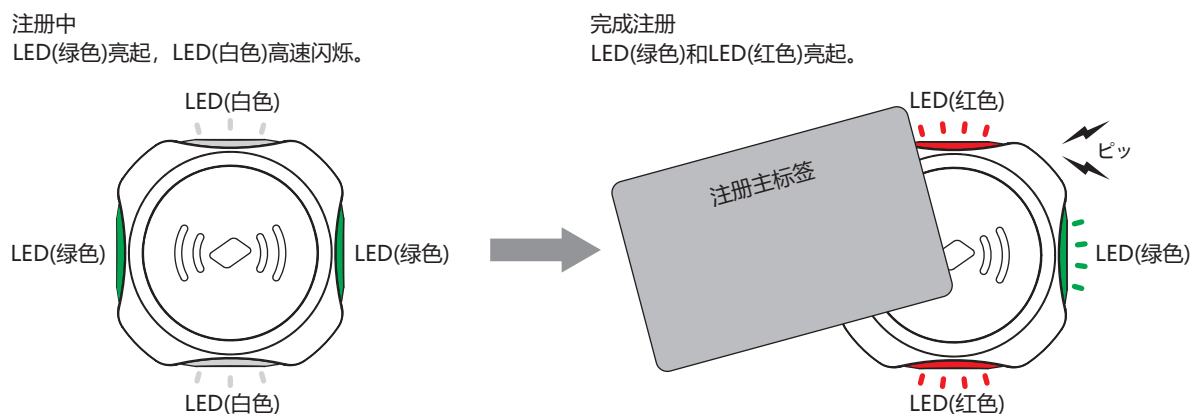 注册中
LED(绿色)亮起，LED(白色)高速闪烁。
LED(白色)
LED(绿色)
LED(绿色)
LED(白色)
完成注册
LED(绿色)和LED(红色)亮起。
LED(红色)
ピッ
注册主标签
LED(绿色)
LED(红色)